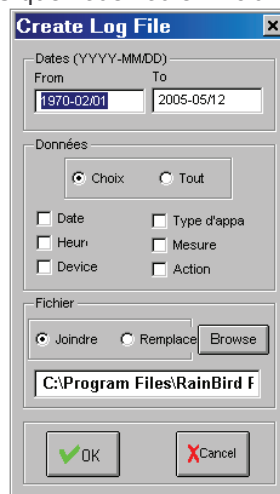 Create Log File
Dates (YYYY-MM/DD)
From To
1970-02/01 2005-05/12
Données
Choix Tout
Date Type d'appa
Heur Mesure
Device Action
Fichier
Joindre Remplace Browse
C:\Program Files\RainBird F
OK Cancel